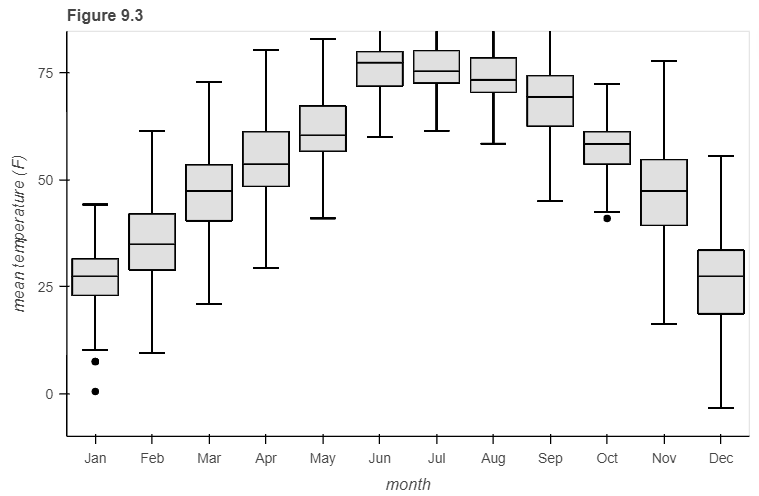 Figure 9.3
mean temperature (F)
75
50
25
0
Jan Feb Mar Apr May Jun Jul Aug Sep Oct Nov Dec
month